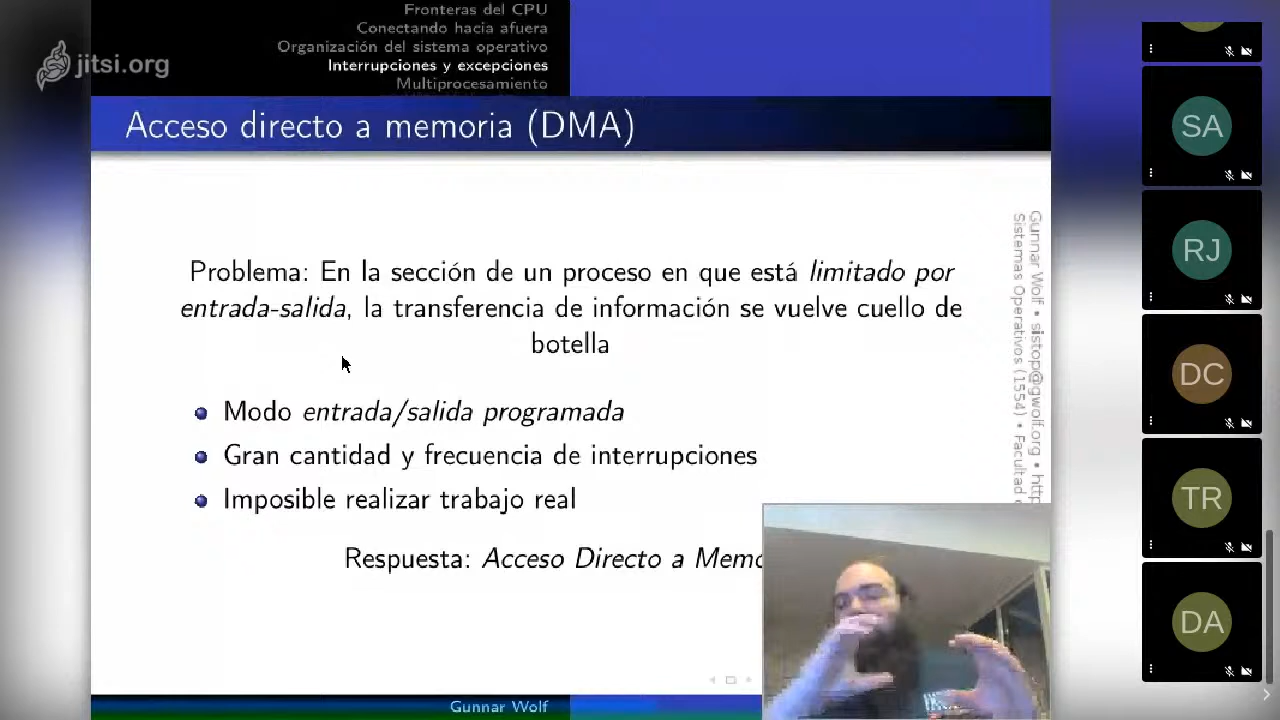 Fronteras del CPU
Conectando hacia afuera
Organización del sistema operativo
Interrupciones y excepciones
Multiprocesamiento
jitsi.org
Acceso directo a memoria (DMA)
Problema: En la sección de un proceso en que está limitado por
entrada-salida, la transferencia de información se vuelve cuello de
botella
Modo entrada/salida programada
Gran cantidad y frecuencia de interrupciones
Imposible realizar trabajo real
Respuesta: Acceso Directo a Memo
Gunnar Wolf • sistop@gwolf.org • http
Sistemas Operativos (1554) • Facultad
Gunnar Wolf
SA
RJ
DC
TR
DA